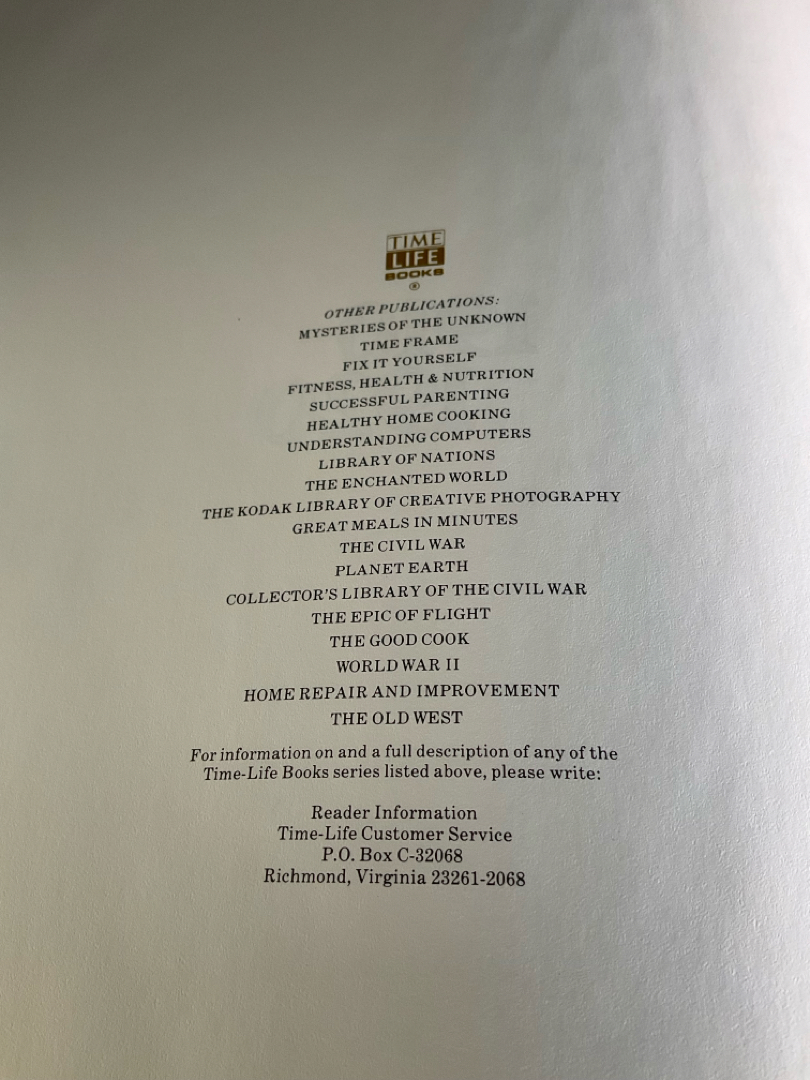 TIME
LIFE
BOOKS
®
OTHER PUBLICATIONS:
MYSTERIES OF THE UNKNOWN
TIME FRAME
FIX IT YOURSELF
FITNESS, HEALTH & NUTRITION
SUCCESSFUL PARENTING
HEALTHY HOME COOKING
UNDERSTANDING COMPUTERS
LIBRARY OF NATIONS
THE ENCHANTED WORLD
THE KODAK LIBRARY OF CREATIVE PHOTOGRAPHY
GREAT MEALS IN MINUTES
THE CIVIL WAR
PLANET EARTH
COLLECTOR'S LIBRARY OF THE CIVIL WAR
THE EPIC OF FLIGHT
THE GOOD COOK
WORLD WAR II
HOME REPAIR AND IMPROVEMENT
THE OLD WEST
For information on and a full description of any of the
Time-Life Books series listed above, please write:
Reader Information
Time-Life Customer Service
P.O. Box C-32068
Richmond, Virginia 23261-2068